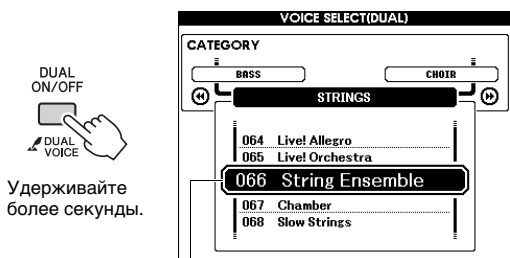 VOICE SELECT(DUAL)
CATEGORY
BASS
CHOIR
STRINGS
064 Live! Allegro
065 Live! Orchestra
066 String Ensemble
067 Chamber
068 Slow Strings
DUAL
ON/OFF
DUAL
VOICE
Удерживайте
более секунды.